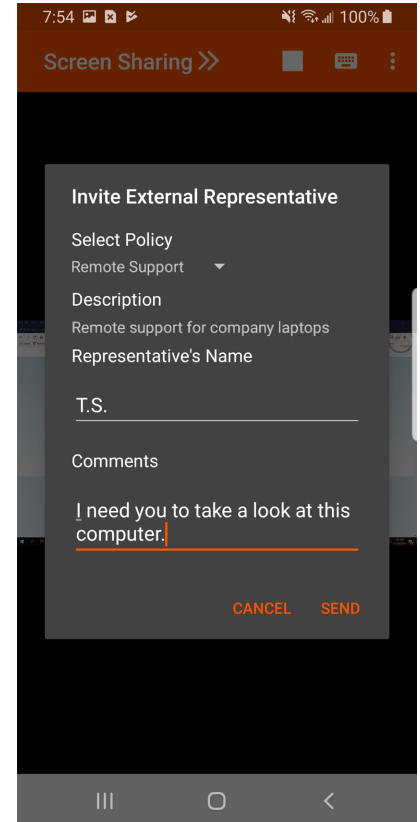 7:54 100%
Screen Sharing
Invite External Representative
Select Policy
Remote Support
Description
Remote support for company laptops
Representative's Name
T.S.
Comments
I need you to take a look at this
computer.
CANCEL SEND